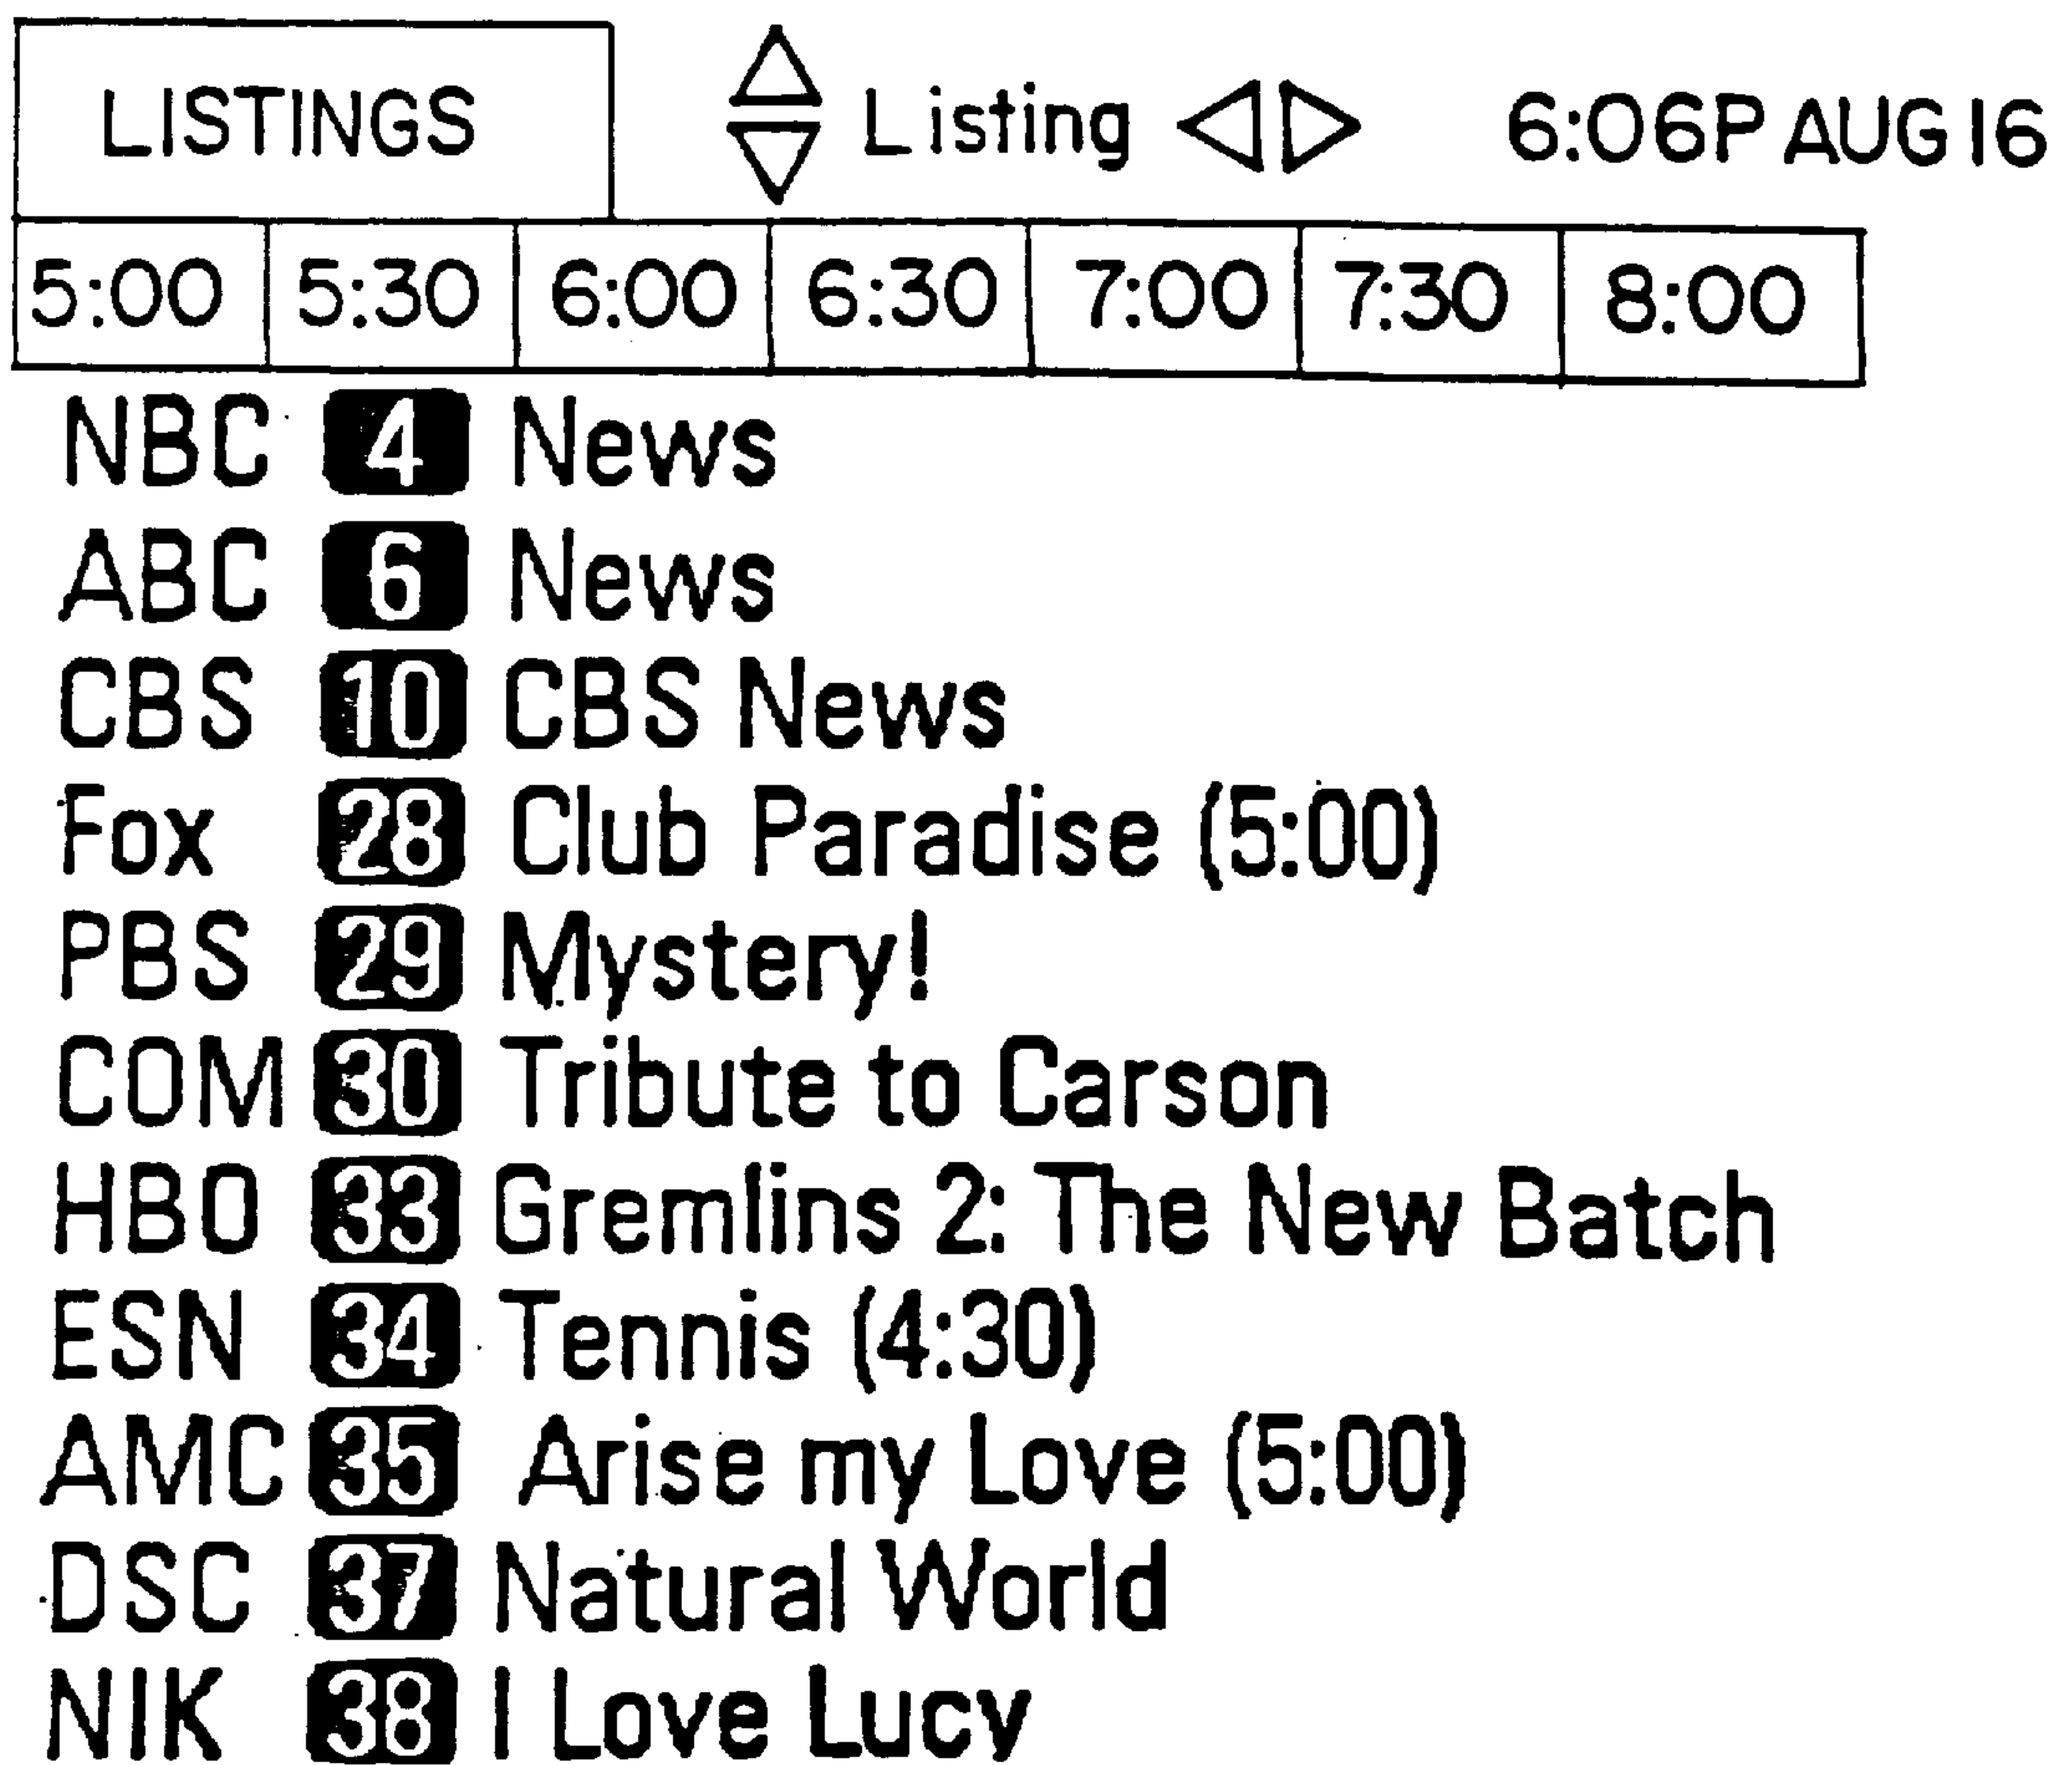 LISTINGS Listing 6:06P AUG 16
5:00 5:30 6:00 6:30 7:00 7:30 8:00
NBC 4 News
ABC 6 News
CBS 10 CBS News
Fox 28 Club Paradise (5:00)
PBS 29 Mystery!
COM 30 Tribute to Carson
HBO 33 Gremlins 2: The New Batch
ESN 34 Tennis (4:30)
AMC 35 Arise my Love (5:00)
DSC 37 Natural World
NIK 38 I Love Lucy